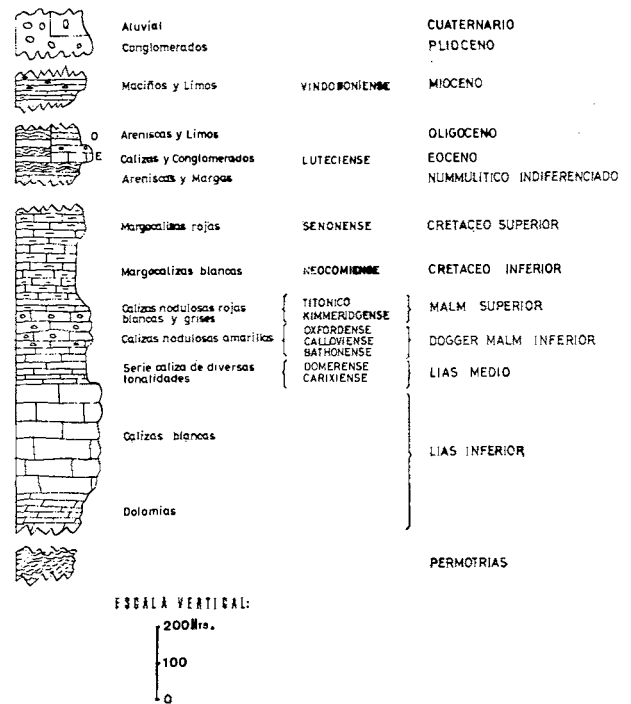 Aluvial CUATERNARIO
Conglomerados PLIOCENO
Maciños y Limos VINDOBONIENSE MIOCENO
Areniscas y Limos OLIGOCENO
O
E
Calizas y Conglomerados LUTECIENSE EOCENO
Areniscas y Margas NUMMULITICO INDIFERENCIADO
Margocalizas rojas SENONENSE CRETACEO SUPERIOR
Margocalizas blancas NEOCOMIENSE CRETACEO INFERIOR
Calizas nodulosas rojas TITONICO MALM SUPERIOR
blancas y grises KIMMERIDGENSE
OXFORDENSE
Calizas nodulosas amarillas CALLOVIENSE DOGGER MALM INFERIOR
BATHONENSE
Serie caliza de diversas DOMERENSE LIAS MEDIO
tonalidades CARIXIENSE
Calizas blancas LIAS INFERIOR
Dolomias
PERMOTRIAS
ESCALA VERTICAL:
200Mrs.
100
0